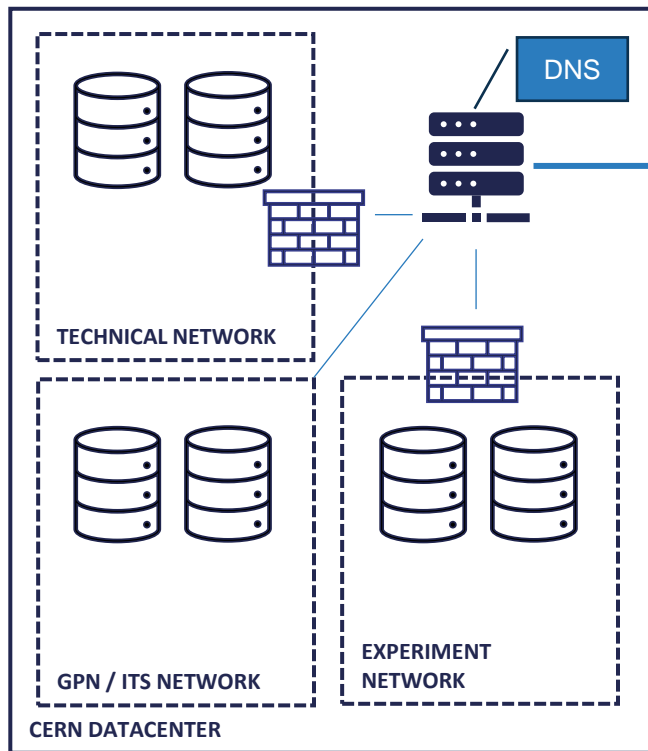 DNS
TECHNICAL NETWORK
GPN / ITS NETWORK
EXPERIMENT
NETWORK
CERN DATACENTER